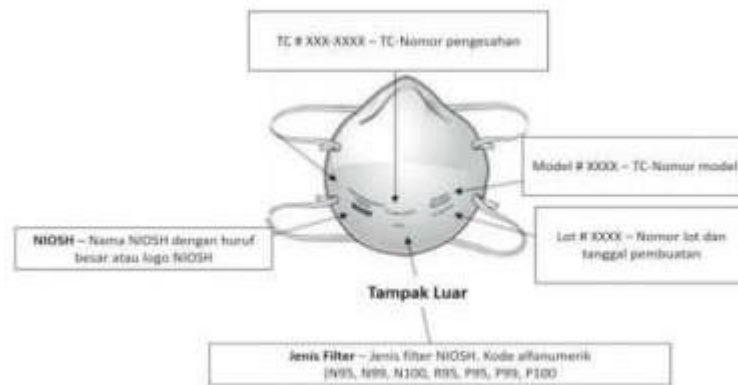 TC # XXX-XXXX – TC-Nomor pengesahan
Model # XXXX – TC-Nomor model
NIOSH – Nama NIOSH dengan huruf
besar atau logo NIOSH
Lot # XXXX – Nomor lot dan
tanggal pembuatan
Tampak Luar
Jenis Filter – Jenis filter NIOSH. Kode alfanumerik
(N95, N99, N100, R95, P95, P99, P100